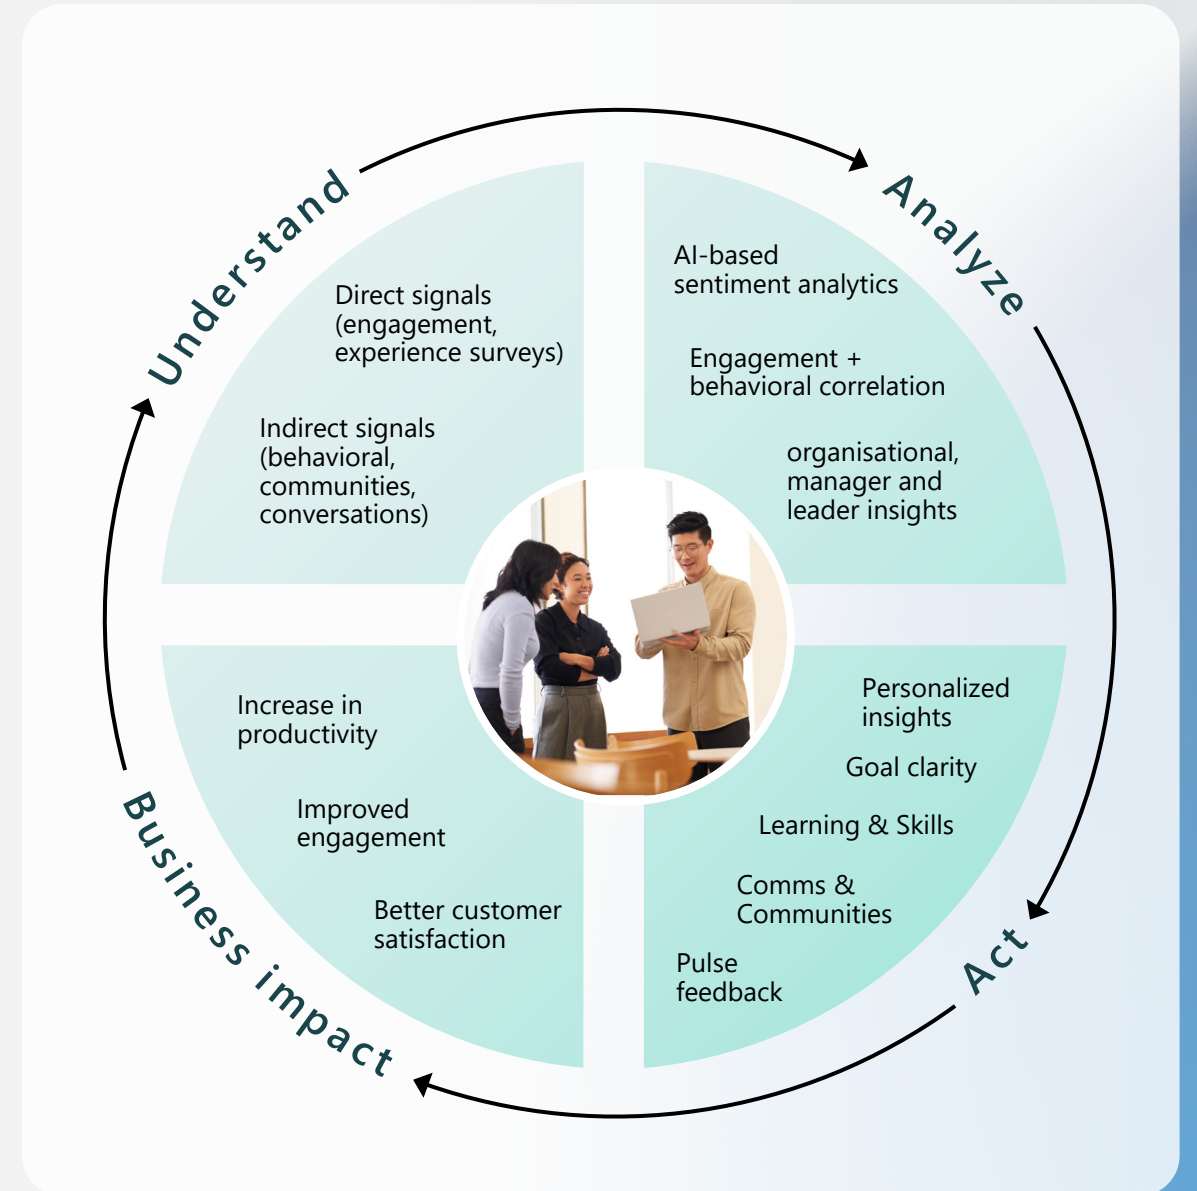 Understand
Direct signals
(engagement,
experience surveys)
Indirect signals
(behavioral,
communities,
conversations)
Analyze
AI-based
sentiment analytics
Engagement +
behavioral correlation
organisational,
manager and
leader insights
Act
Personalized
insights
Goal clarity
Learning & Skills
Comms &
Communities
Pulse
feedback
Business impact
Increase in
productivity
Improved
engagement
Better customer
satisfaction